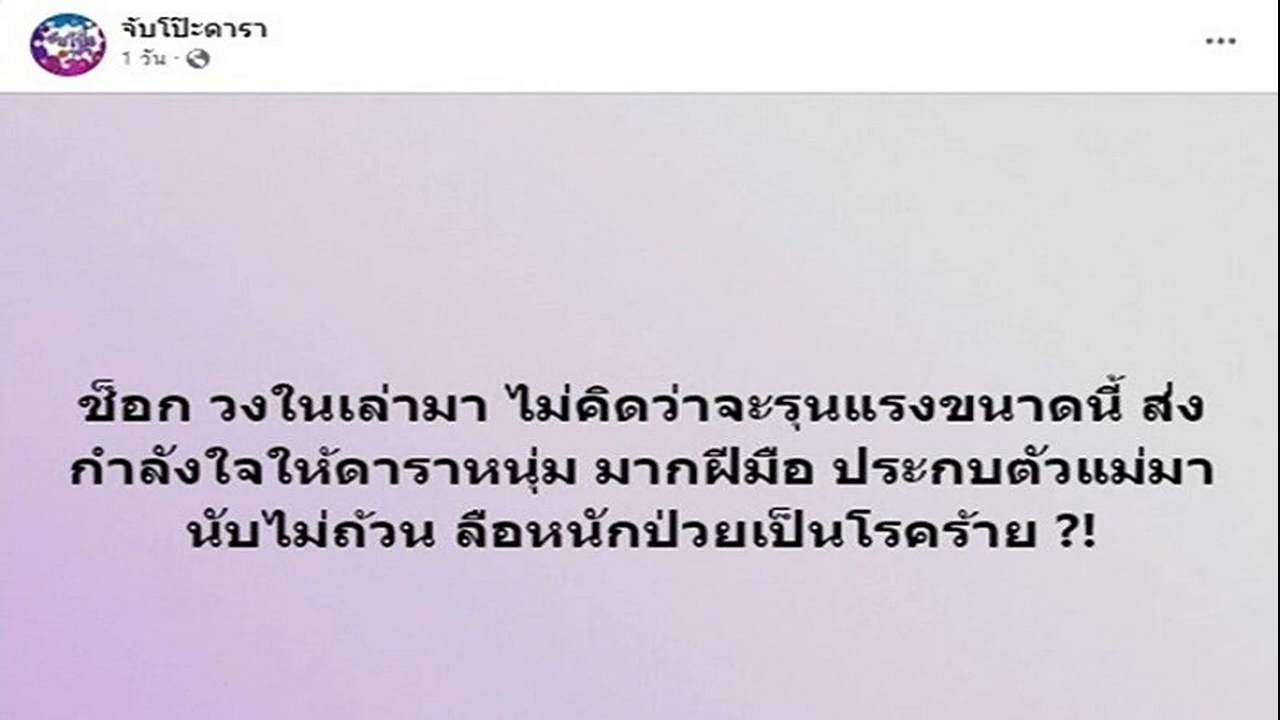 จับโป๊ะดารา
1 วัน ·
ช็อก วงในเล่ามา ไม่คิดว่าจะรุนแรงขนาดนี้ ส่ง
กำลังใจให้ดาราหนุ่ม มากฝีมือ ประกบตัวแม่มา
นับไม่ถ้วน ลือหนักป่วยเป็นโรคร้าย ?!